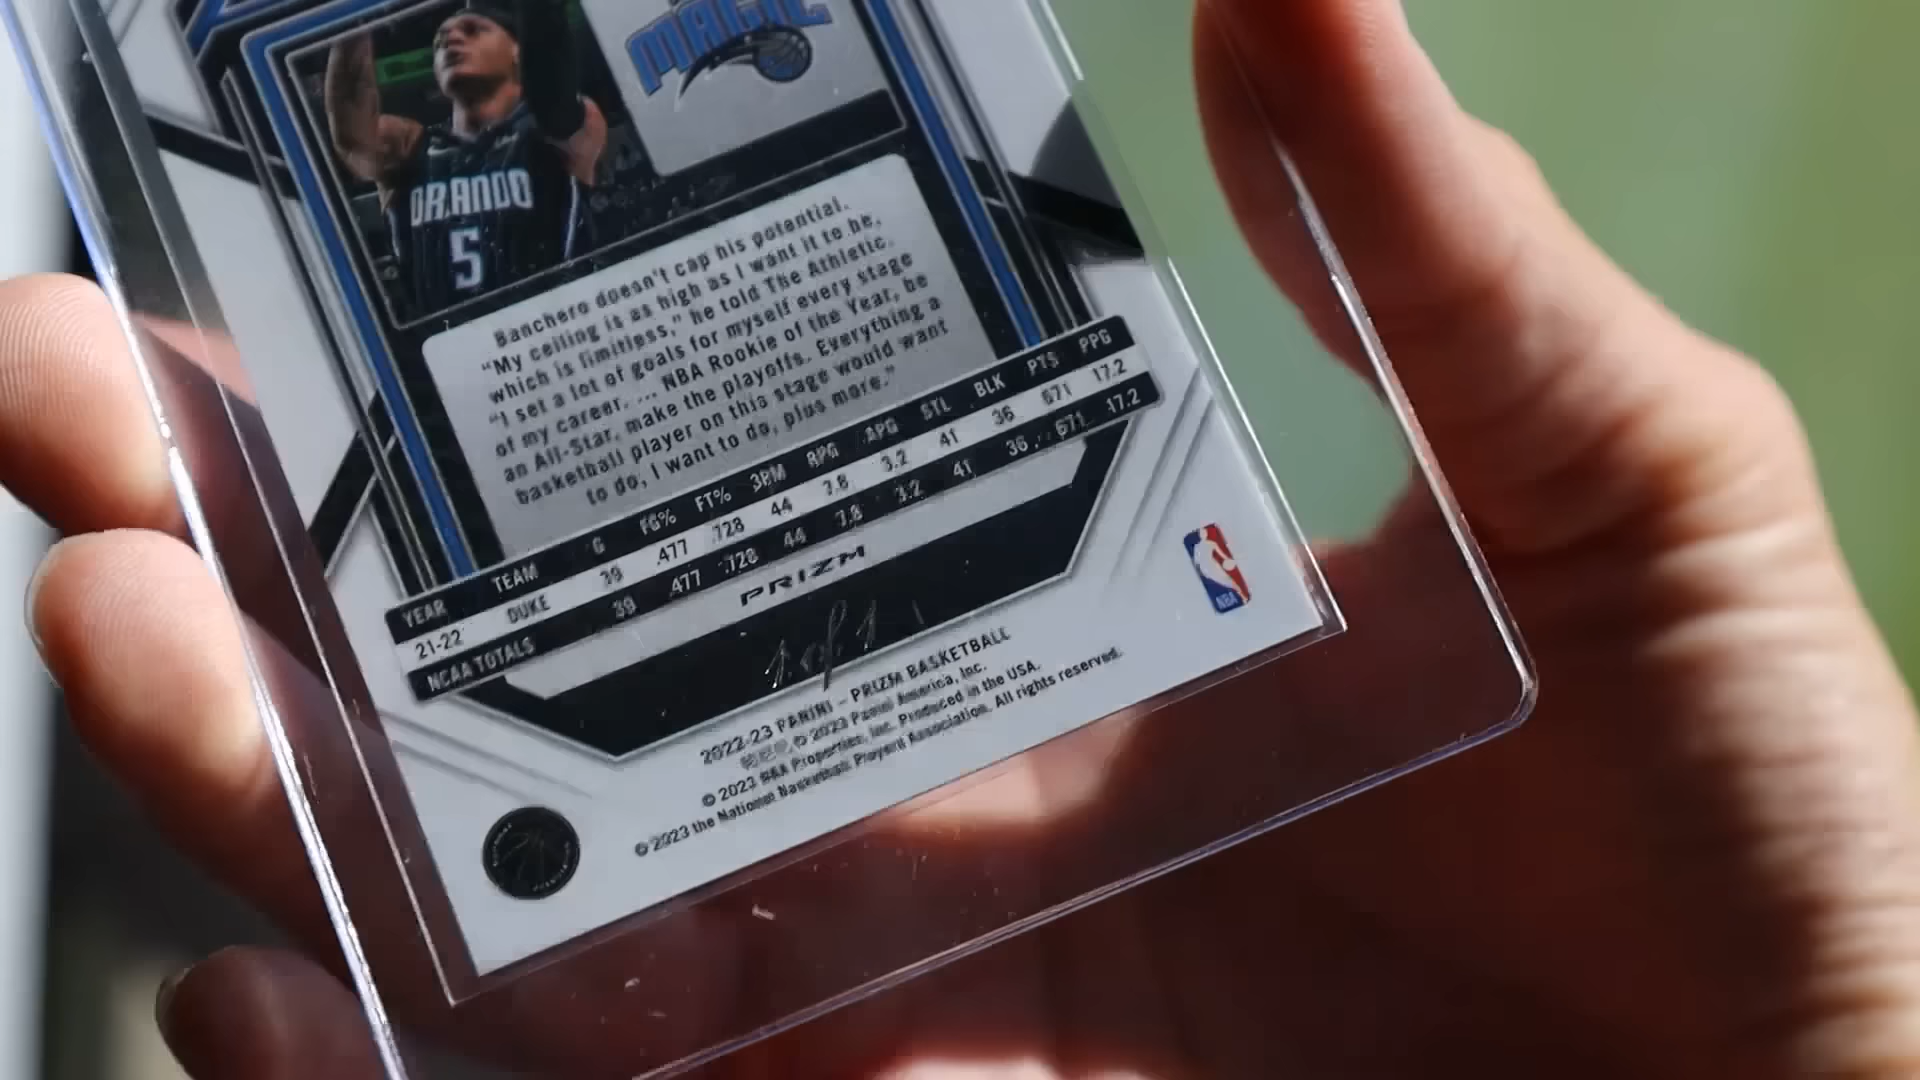 MAGIC
ORLANDO
5
Banchero doesn't cap his potential.
"My ceiling is as high as I want it to be,
which is limitless," he told The Athletic.
"I set a lot of goals for myself every stage
of my career. ... NBA Rookie of the Year, be
an All-Star, make the playoffs. Everything a
basketball player on this stage would want
to do, I want to do, plus more."
YEAR TEAM G FG% FT% 3PM RPG APG STL BLK PTS PPG
21-22 DUKE 39 .477 .728 44 7.8 3.2 41 36 671 17.2
NCAA TOTALS 39 .477 .728 44 7.8 3.2 41 36 671 17.2
PRIZM
1 of 1
2022-23 PANINI – PRIZM BASKETBALL
© 2023 Panini America, Inc.
© 2023 NBA Properties, Inc. Produced in the USA.
© 2023 the National Basketball Players Association. All rights reserved.
NBA